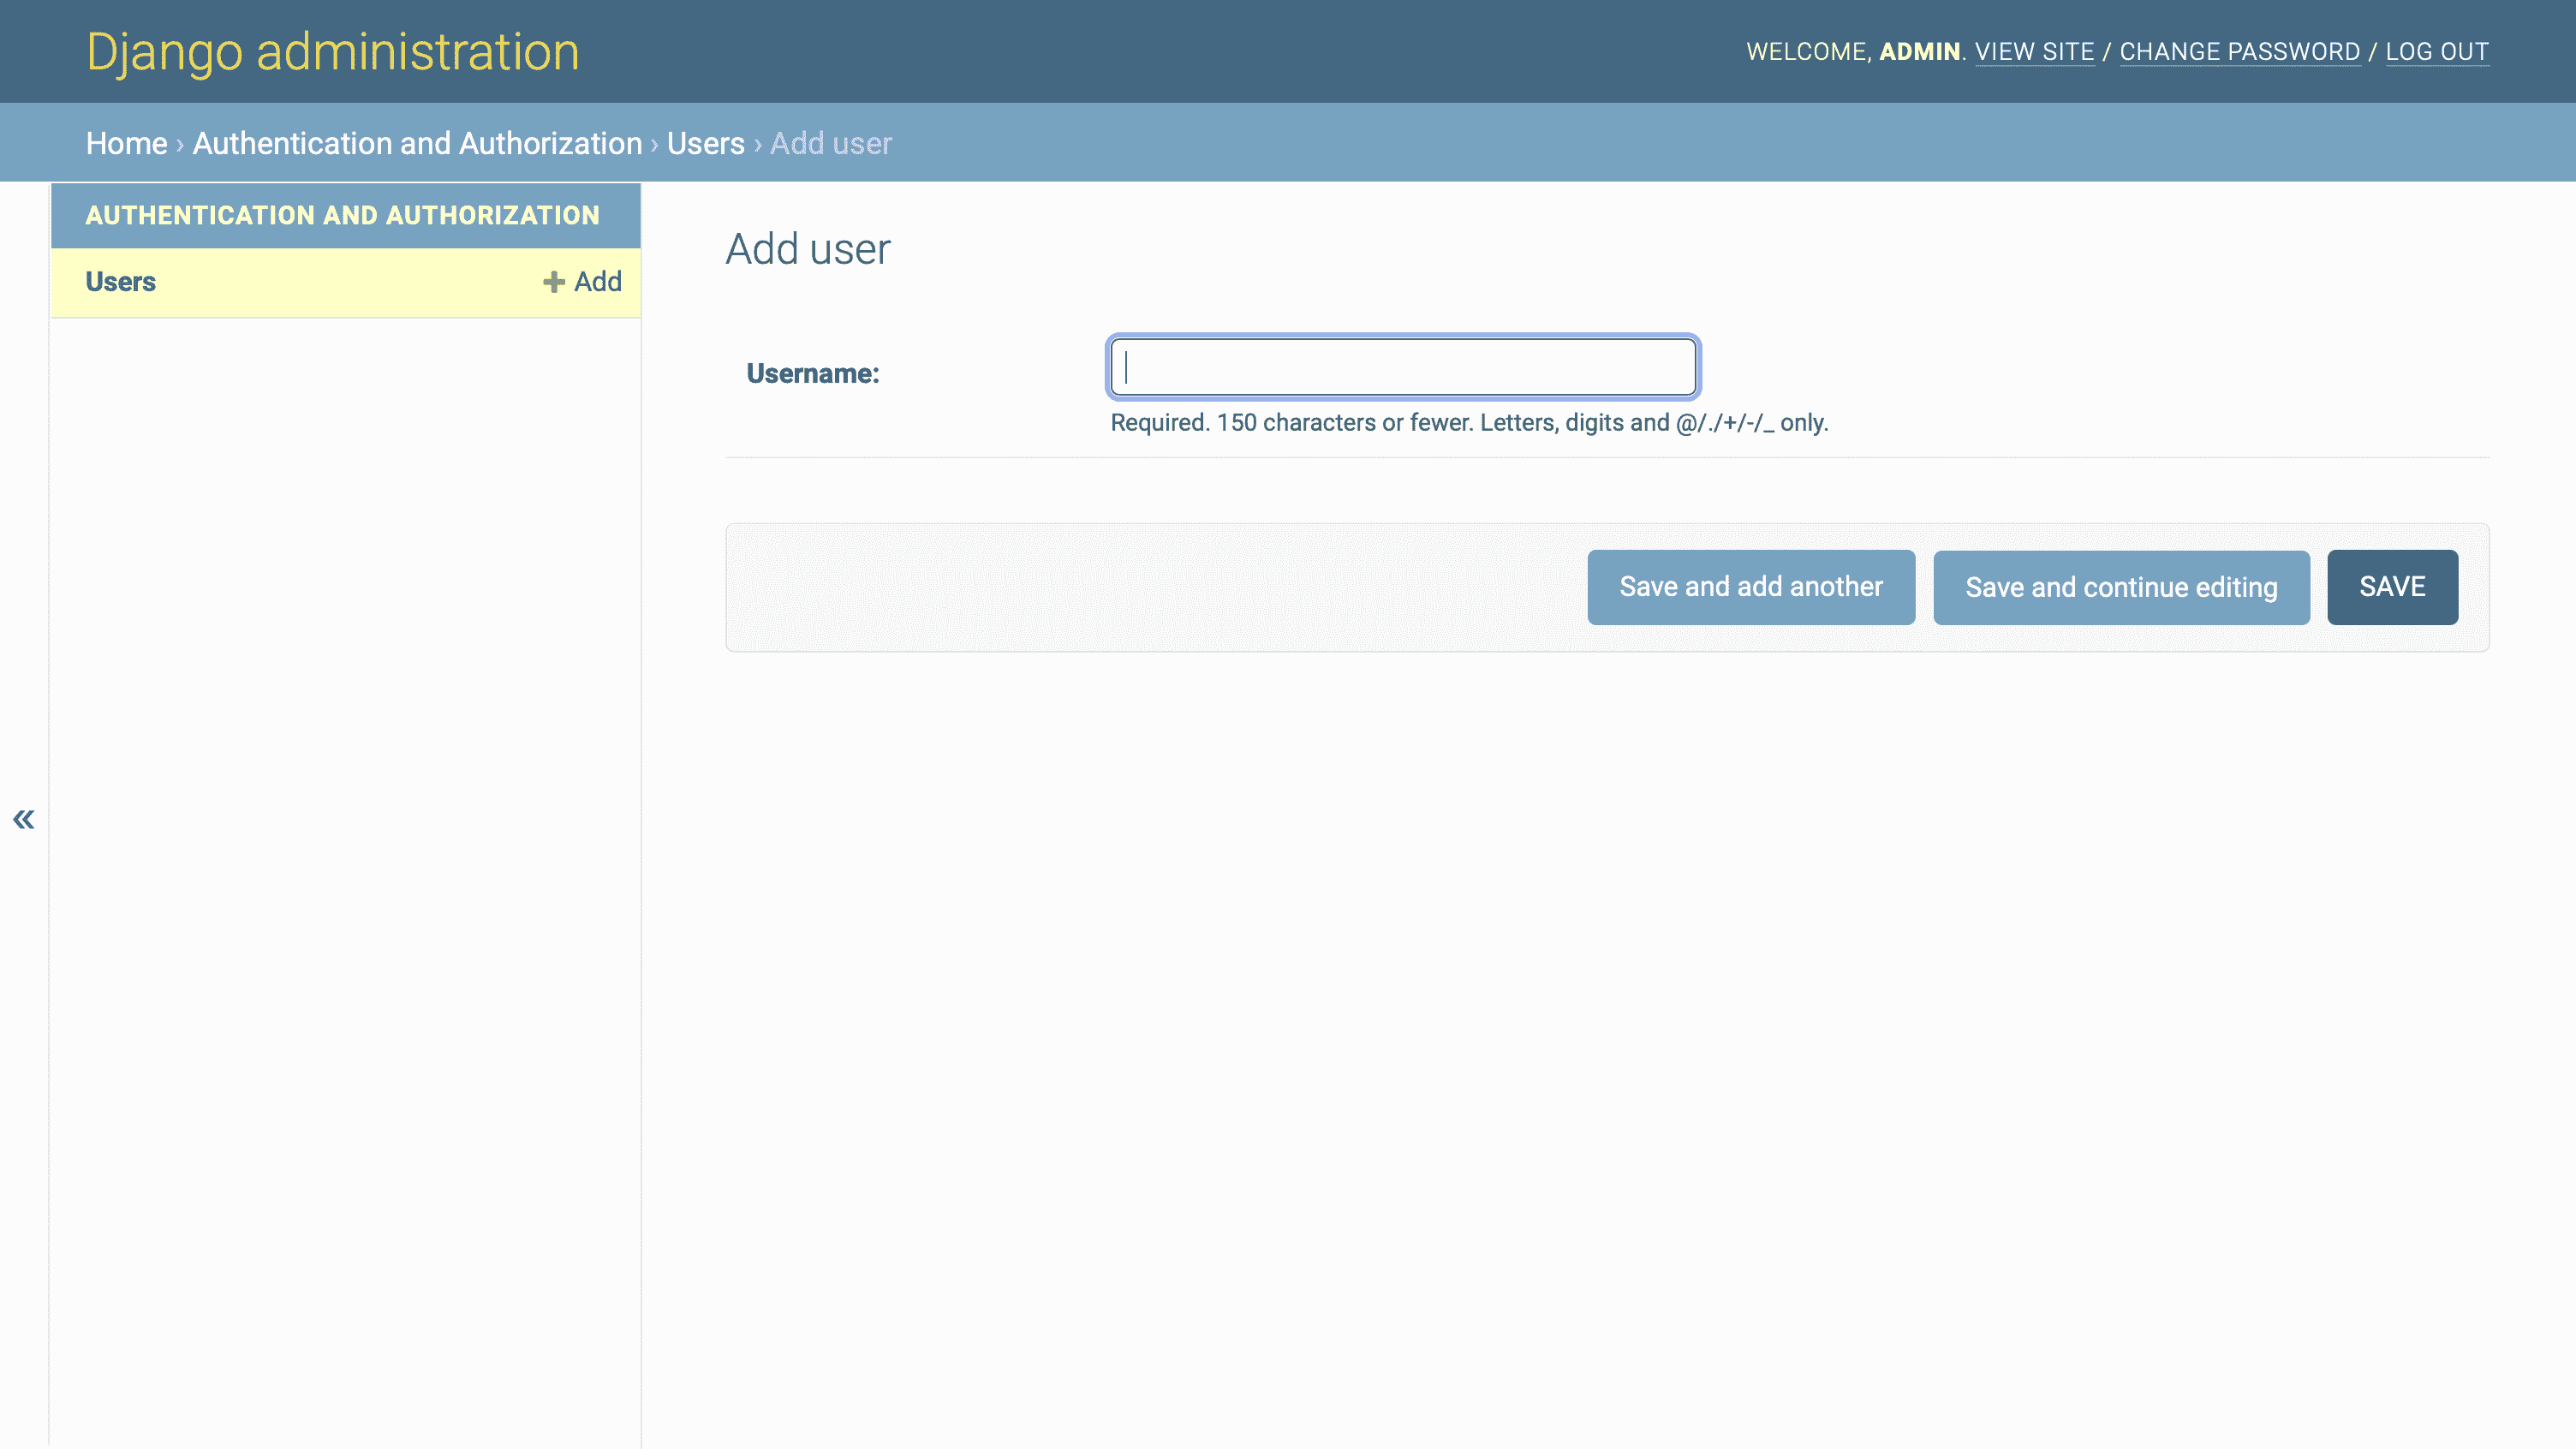 Django administration
WELCOME, ADMIN. VIEW SITE / CHANGE PASSWORD / LOG OUT
Home › Authentication and Authorization › Users › Add user
AUTHENTICATION AND AUTHORIZATION
Users + Add
«
Add user
Username:
Required. 150 characters or fewer. Letters, digits and @/./+/-/_ only.
Save and add another Save and continue editing SAVE